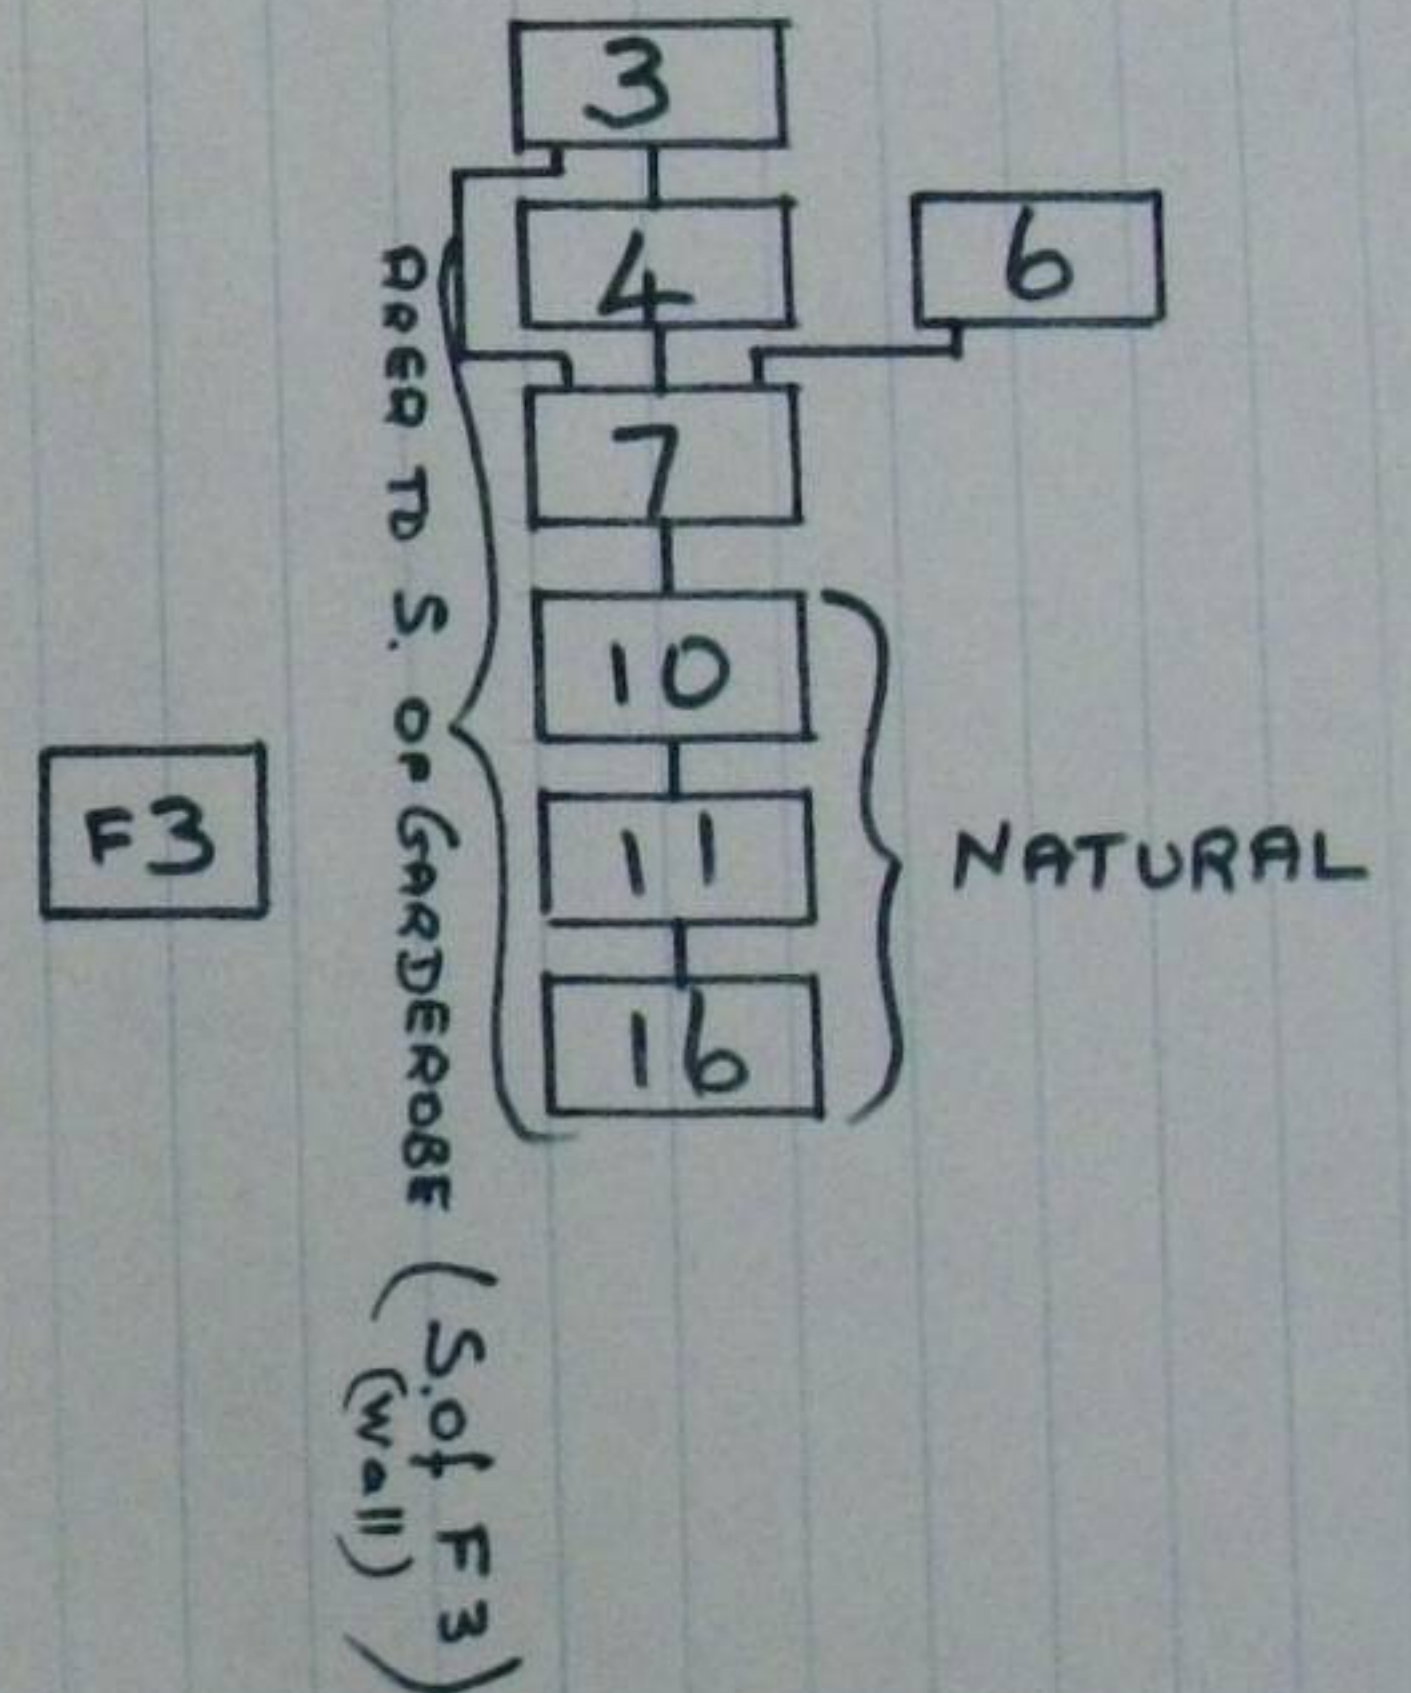 3
4
6
7
10
11
16
NATURAL
F3
AREA TO S. OF GARDEROBE (S. of F3)
(wall)